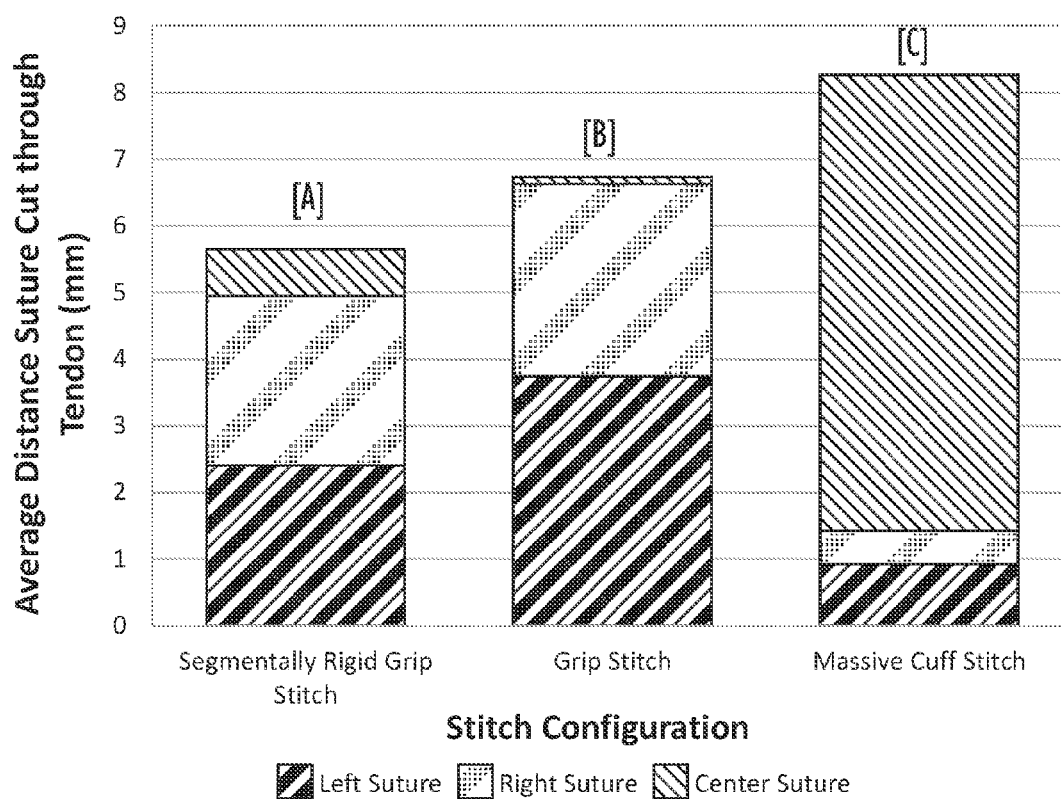 Average Distance Suture Cut through
Tendon (mm)
9
8
7
6
5
4
3
2
1
0
[A]
[B]
[C]
Segmentally Rigid Grip
Stitch
Grip Stitch
Massive Cuff Stitch
Stitch Configuration
Left Suture
Right Suture
Center Suture